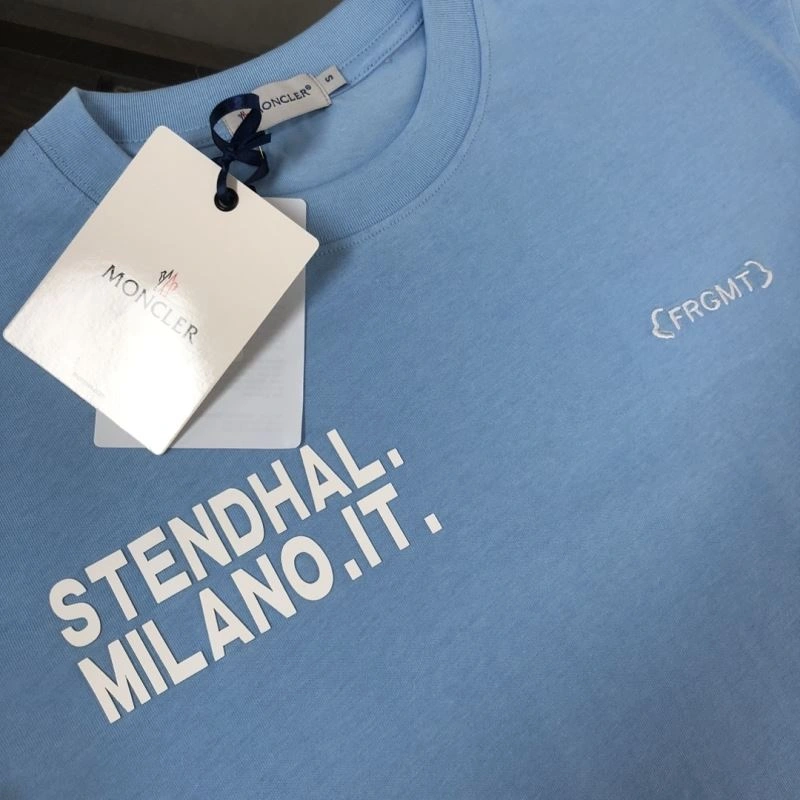 MONCLER®
S
MONCLER
{FRGMT}
STENDHAL.
MILANO.IT.